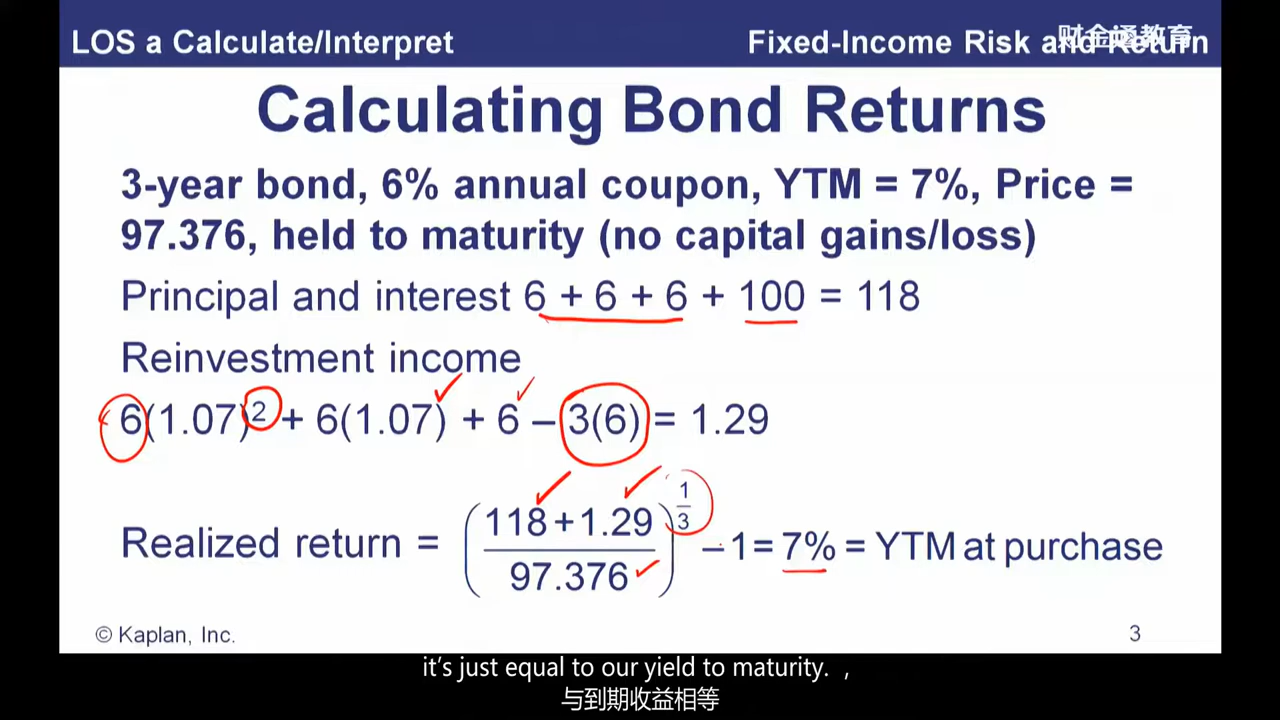 LOS a Calculate/Interpret
Fixed-Income Risk and Return
财金通教育
Calculating Bond Returns
3-year bond, 6% annual coupon, YTM = 7%, Price =
97.376, held to maturity (no capital gains/loss)
Principal and interest 6 + 6 + 6 + 100 = 118
Reinvestment income
6(1.07)² + 6(1.07) + 6 – 3(6) = 1.29
Realized return = (118+1.29 / 97.376)^(1/3) – 1 = 7% = YTM at purchase
© Kaplan, Inc.
3
it's just equal to our yield to maturity. ,
与到期收益相等